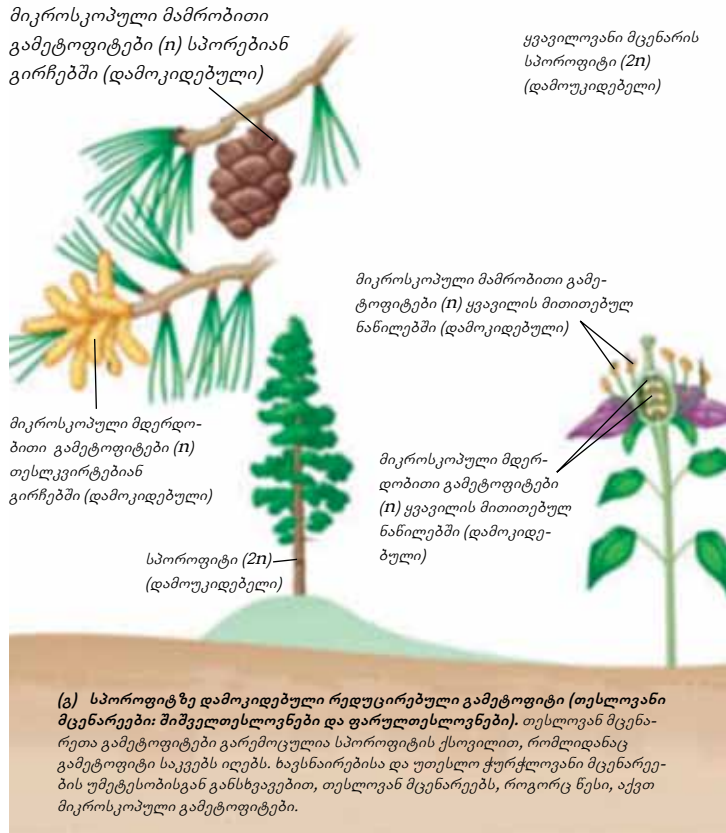 მიკროსკოპული მამრობითი
გამეტოფიტები (n) სპორებიან
გირჩებში (დამოკიდებული)
ყვავილოვანი მცენარის
სპოროფიტი (2n)
(დამოუკიდებელი)
მიკროსკოპული მამრობითი გამე-
ტოფიტები (n) ყვავილის მითითებულ
ნაწილებში (დამოკიდებული)
მიკროსკოპული მდედრო-
ბითი გამეტოფიტები (n)
თესლკვირტებიან
გირჩებში (დამოკიდებული)
მიკროსკოპული მდედ-
რობითი გამეტოფიტები
(n) ყვავილის მითითებულ
ნაწილებში (დამოკიდე-
ბული)
სპოროფიტი (2n)
(დამოუკიდებელი)
(გ) სპოროფიტზე დამოკიდებული რედუცირებული გამეტოფიტი (თესლოვანი
მცენარეები: შიშველთესლოვნები და ფარულთესლოვნები). თესლოვან მცენა-
რეთა გამეტოფიტები გარემოცულია სპოროფიტის ქსოვილით, რომლიდანაც
გამეტოფიტი საკვებს იღებს. ხავსნაირებისა და უთესლო ჭურჭლოვანი მცენარეე-
ბის უმეტესობისგან განსხვავებით, თესლოვან მცენარეებს, როგორც წესი, აქვთ
მიკროსკოპული გამეტოფიტები.